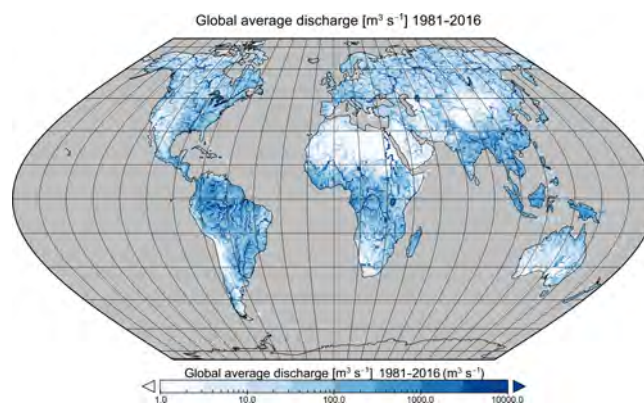 Global average discharge [m³ s⁻¹] 1981-2016
Global average discharge [m³ s⁻¹] 1981-2016 (m³ s⁻¹)
1.0 10.0 100.0 1000.0 10000.0